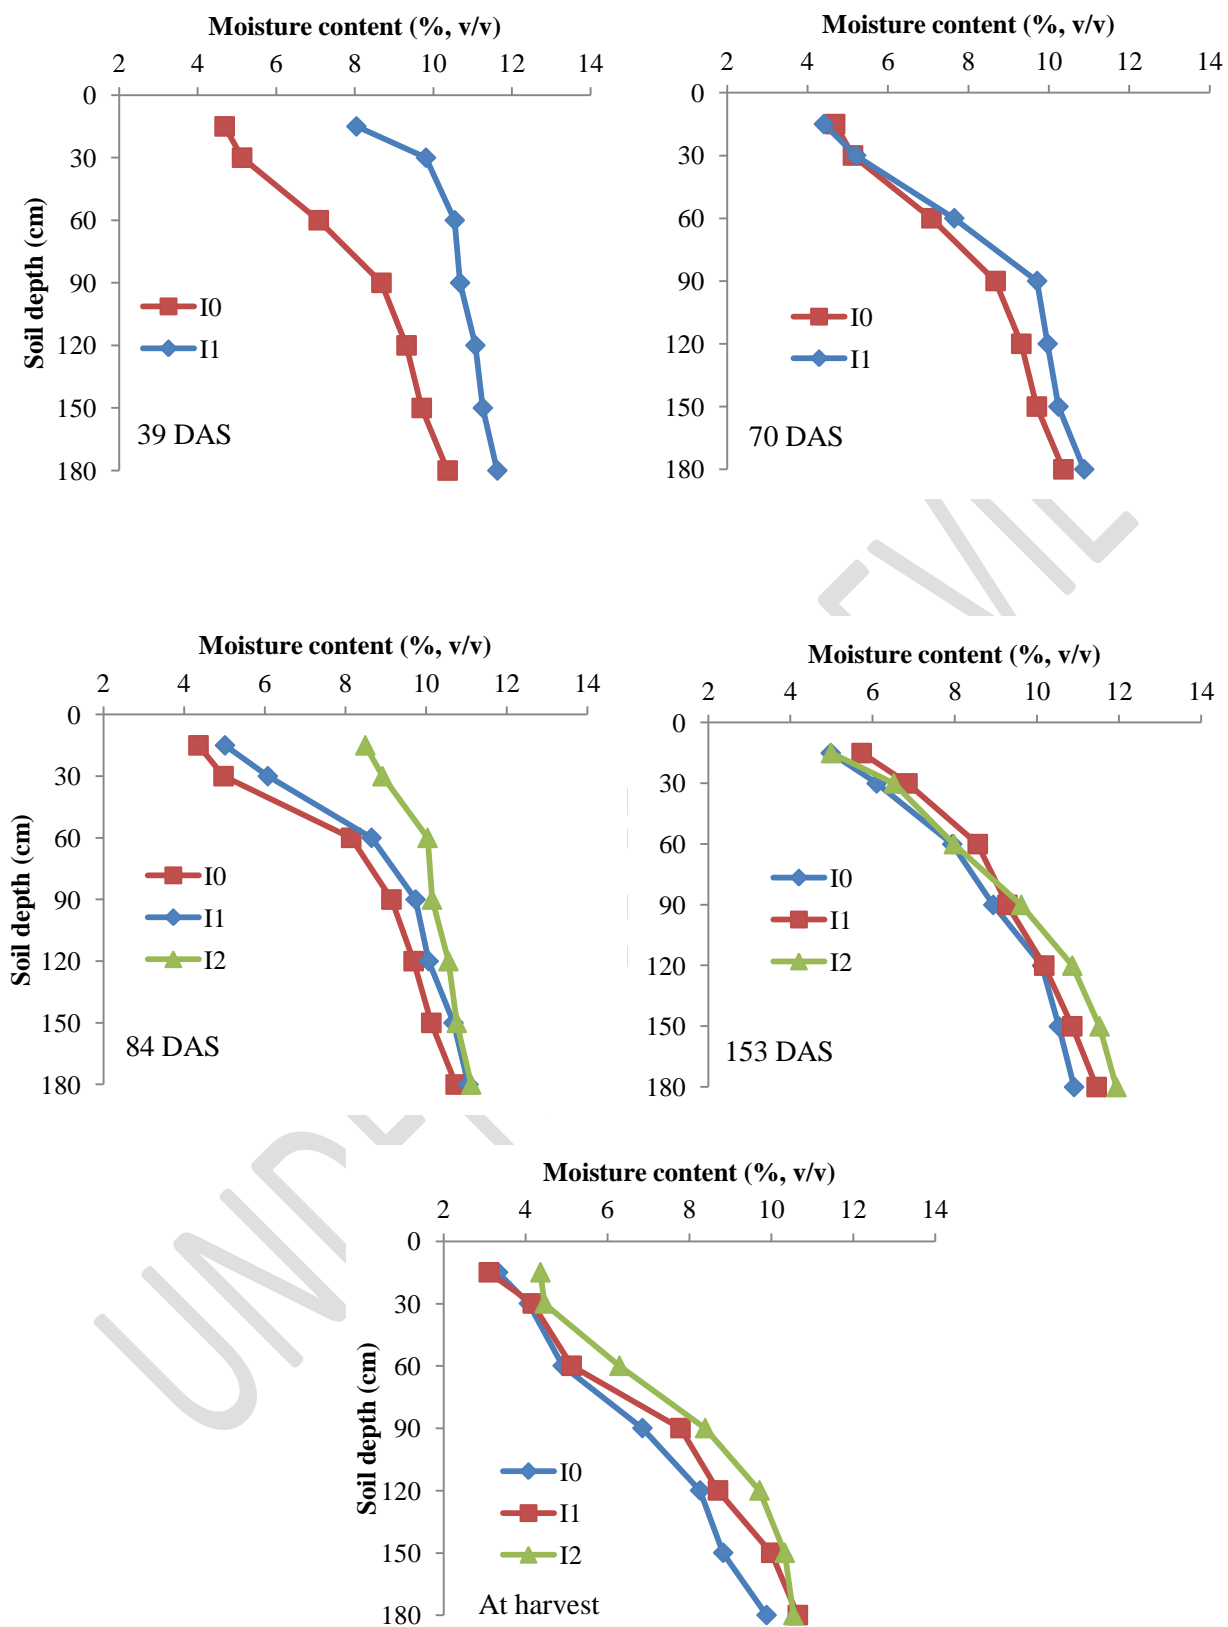 Moisture content (%, v/v)
2 4 6 8 10 12 14
0
30
60
90
120
150
180
Soil depth (cm)
I0
I1
39 DAS
Moisture content (%, v/v)
2 4 6 8 10 12 14
0
30
60
90
120
150
180
I0
I1
70 DAS
Moisture content (%, v/v)
2 4 6 8 10 12 14
0
30
60
90
120
150
180
Soil depth (cm)
I0
I1
I2
84 DAS
Moisture content (%, v/v)
2 4 6 8 10 12 14
0
30
60
90
120
150
180
I0
I1
I2
153 DAS
Moisture content (%, v/v)
2 4 6 8 10 12 14
0
30
60
90
120
150
180
Soil depth (cm)
I0
I1
I2
At harvest